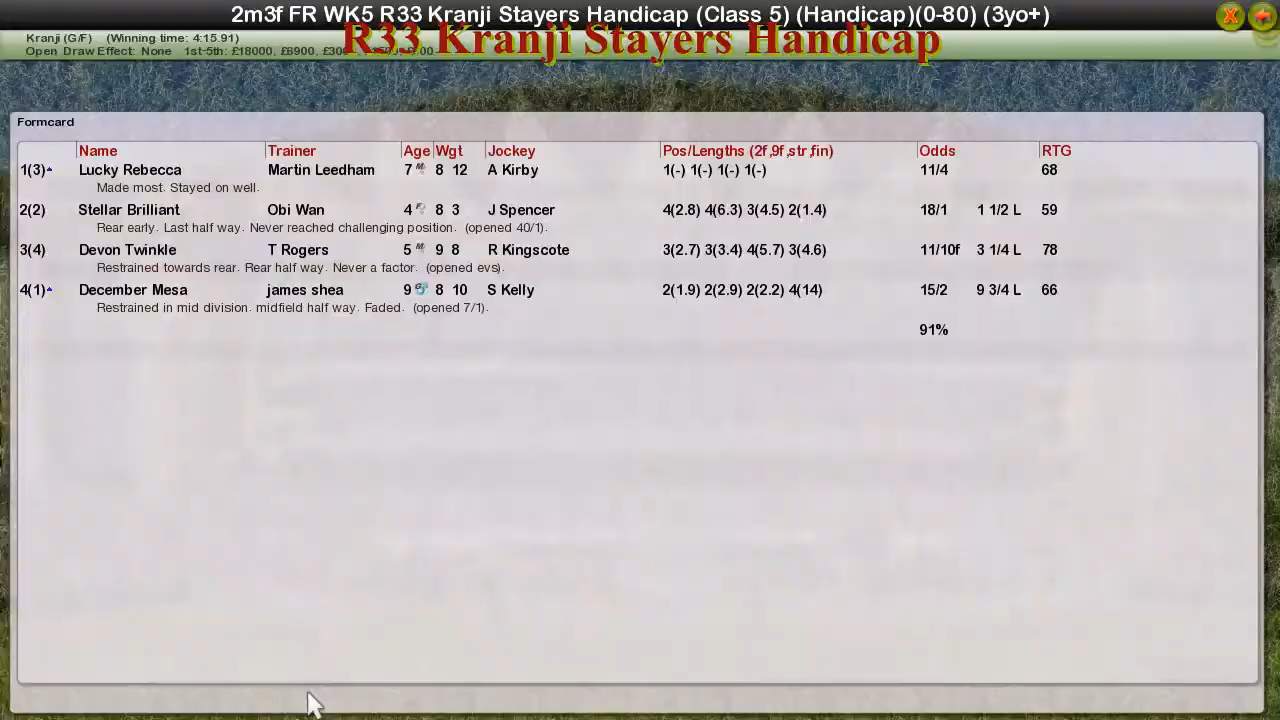 2m3f FR WK5 R33 Kranji Stayers Handicap (Class 5) (Handicap)(0-80) (3yo+)
R33 Kranji Stayers Handicap
Kranji (G/F) (Winning time: 4:15.91)
Open Draw Effect: None 1st-5th: £18000, £6900,
Formcard
Name Trainer Age Wgt Jockey Pos/Lengths (2f,9f,str,fin) Odds RTG
1(3) Lucky Rebecca Martin Leedham 7 8 12 A Kirby 1(-) 1(-) 1(-) 1(-) 11/4 68
Made most. Stayed on well.
2(2) Stellar Brilliant Obi Wan 4 8 3 J Spencer 4(2.8) 4(6.3) 3(4.5) 2(1.4) 18/1 1 1/2 L 59
Rear early. Last half way. Never reached challenging position. (opened 40/1).
3(4) Devon Twinkle T Rogers 5 9 8 R Kingscote 3(2.7) 3(3.4) 4(5.7) 3(4.6) 11/10f 3 1/4 L 78
Restrained towards rear. Rear half way. Never a factor. (opened evs).
4(1) December Mesa james shea 9 8 10 S Kelly 2(1.9) 2(2.9) 2(2.2) 4(14) 15/2 9 3/4 L 66
Restrained in mid division. midfield half way. Faded. (opened 7/1).
91%